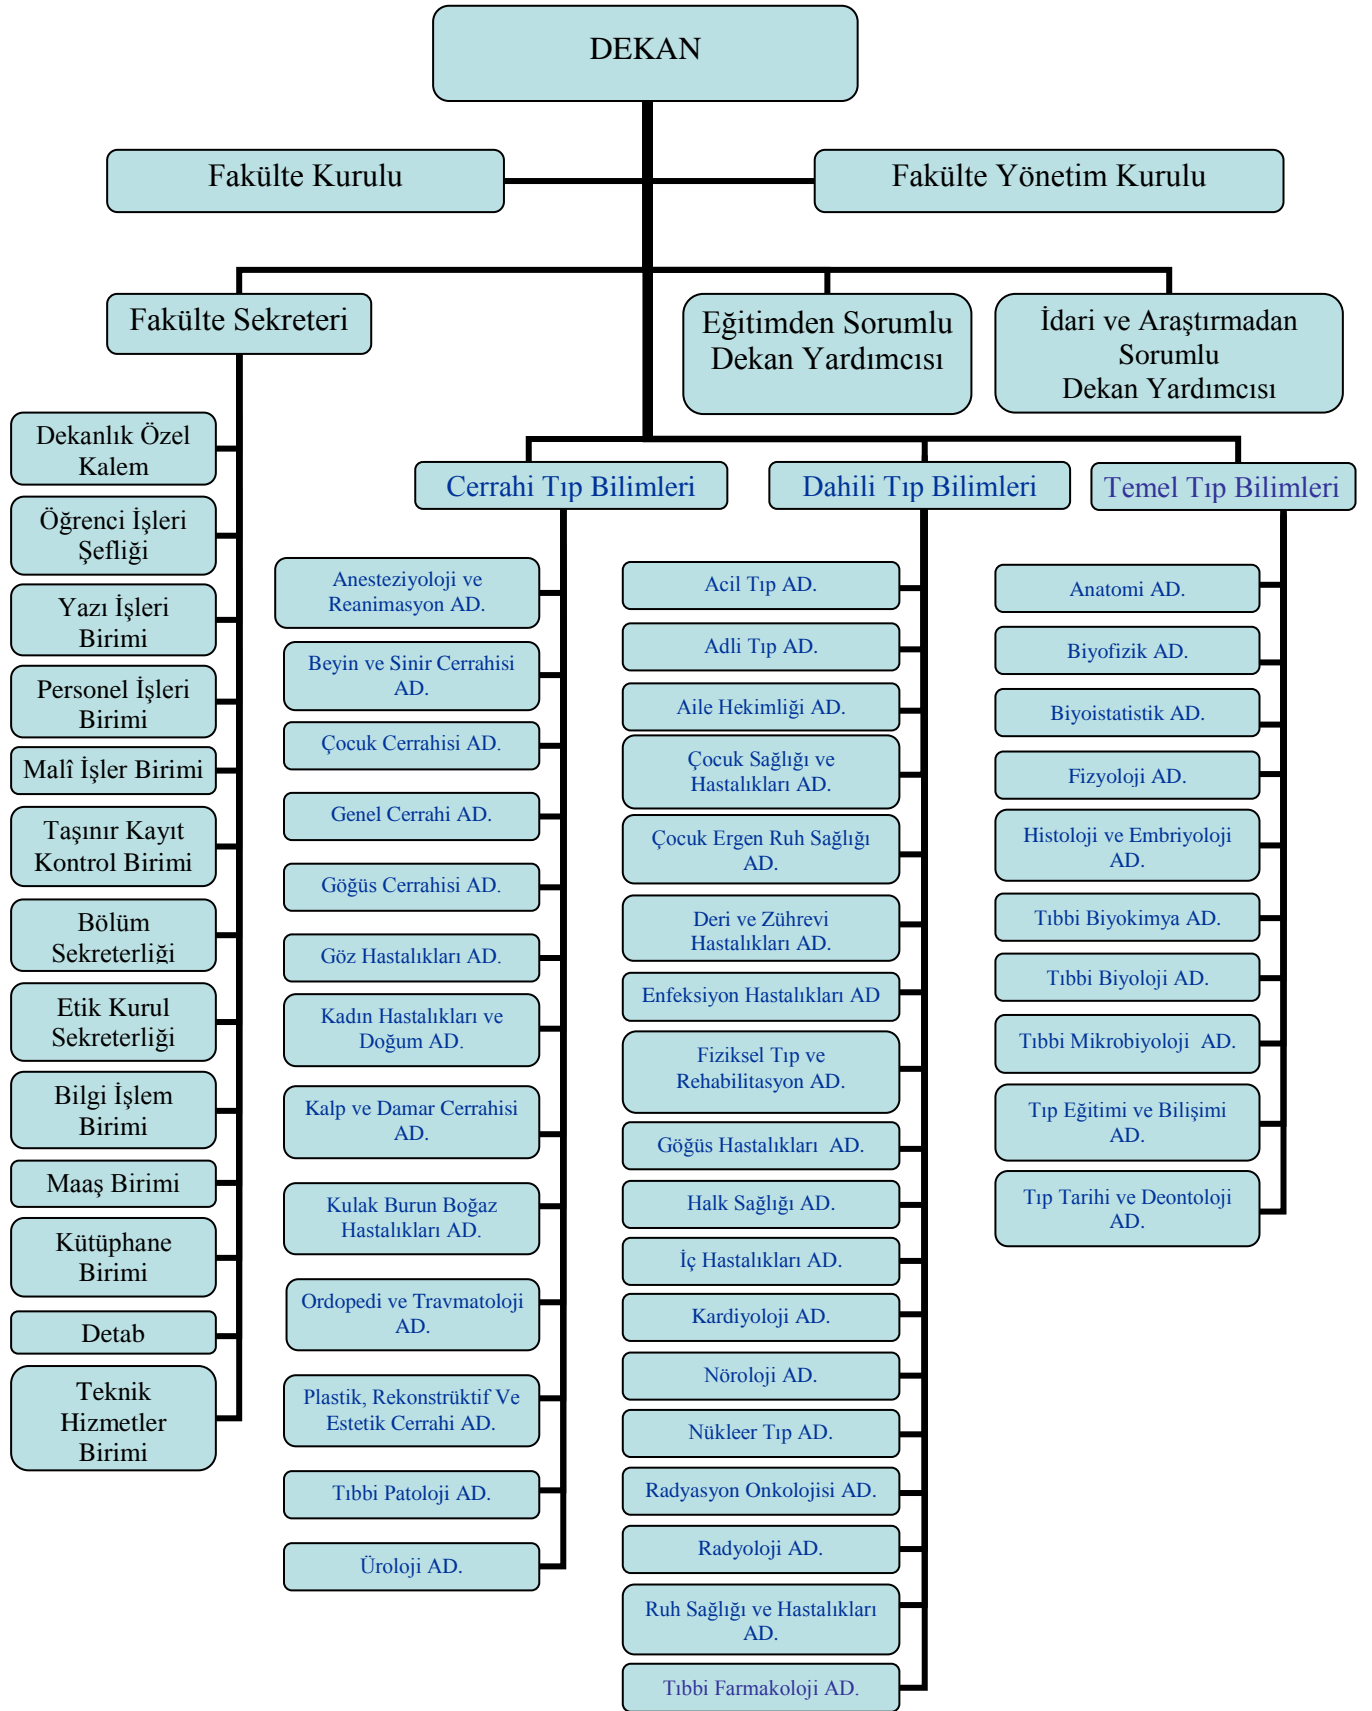 DEKAN
Fakülte Kurulu
Fakülte Yönetim Kurulu
Fakülte Sekreteri
Eğitimden Sorumlu
Dekan Yardımcısı
İdari ve Araştırmadan
Sorumlu
Dekan Yardımcısı
Dekanlık Özel
Kalem
Öğrenci İşleri
Şefliği
Yazı İşleri
Birimi
Personel İşleri
Birimi
Malî İşler Birimi
Taşınır Kayıt
Kontrol Birimi
Bölüm
Sekreterliği
Etik Kurul
Sekreterliği
Bilgi İşlem
Birimi
Maaş Birimi
Kütüphane
Birimi
Detab
Teknik
Hizmetler
Birimi
Cerrahi Tıp Bilimleri
Anesteziyoloji ve
Reanimasyon AD.
Beyin ve Sinir Cerrahisi
AD.
Çocuk Cerrahisi AD.
Genel Cerrahi AD.
Göğüs Cerrahisi AD.
Göz Hastalıkları AD.
Kadın Hastalıkları ve
Doğum AD.
Kalp ve Damar Cerrahisi
AD.
Kulak Burun Boğaz
Hastalıkları AD.
Ordopedi ve Travmatoloji
AD.
Plastik, Rekonstrüktif Ve
Estetik Cerrahi AD.
Tıbbi Patoloji AD.
Üroloji AD.
Dahili Tıp Bilimleri
Acil Tıp AD.
Adli Tıp AD.
Aile Hekimliği AD.
Çocuk Sağlığı ve
Hastalıkları AD.
Çocuk Ergen Ruh Sağlığı
AD.
Deri ve Zührevi
Hastalıkları AD.
Enfeksiyon Hastalıkları AD
Fiziksel Tıp ve
Rehabilitasyon AD.
Göğüs Hastalıkları AD.
Halk Sağlığı AD.
İç Hastalıkları AD.
Kardiyoloji AD.
Nöroloji AD.
Nükleer Tıp AD.
Radyasyon Onkolojisi AD.
Radyoloji AD.
Ruh Sağlığı ve Hastalıkları
AD.
Tıbbi Farmakoloji AD.
Temel Tıp Bilimleri
Anatomi AD.
Biyofizik AD.
Biyoistatistik AD.
Fizyoloji AD.
Histoloji ve Embriyoloji
AD.
Tıbbi Biyokimya AD.
Tıbbi Biyoloji AD.
Tıbbi Mikrobiyoloji AD.
Tıp Eğitimi ve Bilişimi
AD.
Tıp Tarihi ve Deontoloji
AD.